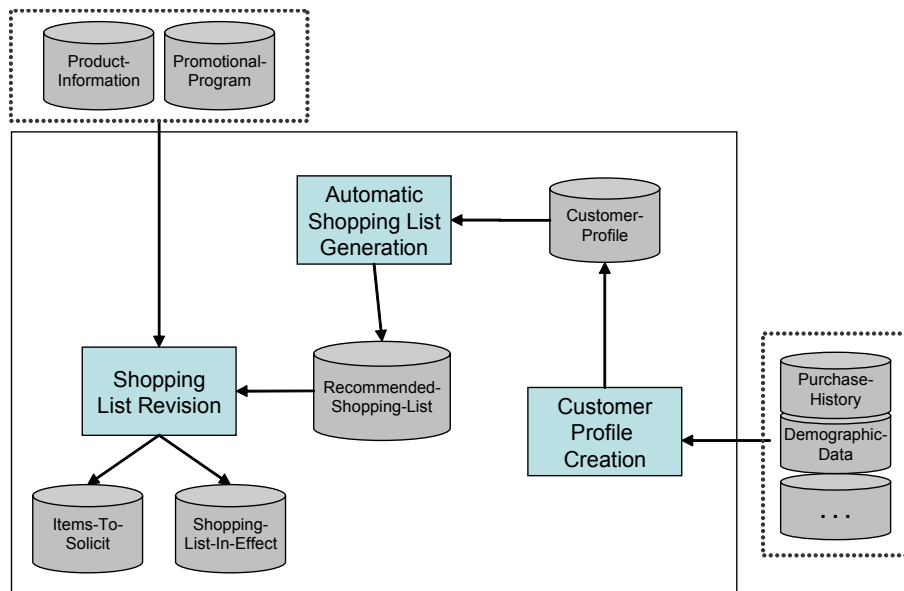 Product-
Information
Promotional-
Program
Automatic
Shopping List
Generation
Customer-
Profile
Shopping
List Revision
Recommended-
Shopping-List
Customer
Profile
Creation
Purchase-
History
Demographic-
Data
. . .
Items-To-
Solicit
Shopping-
List-In-Effect